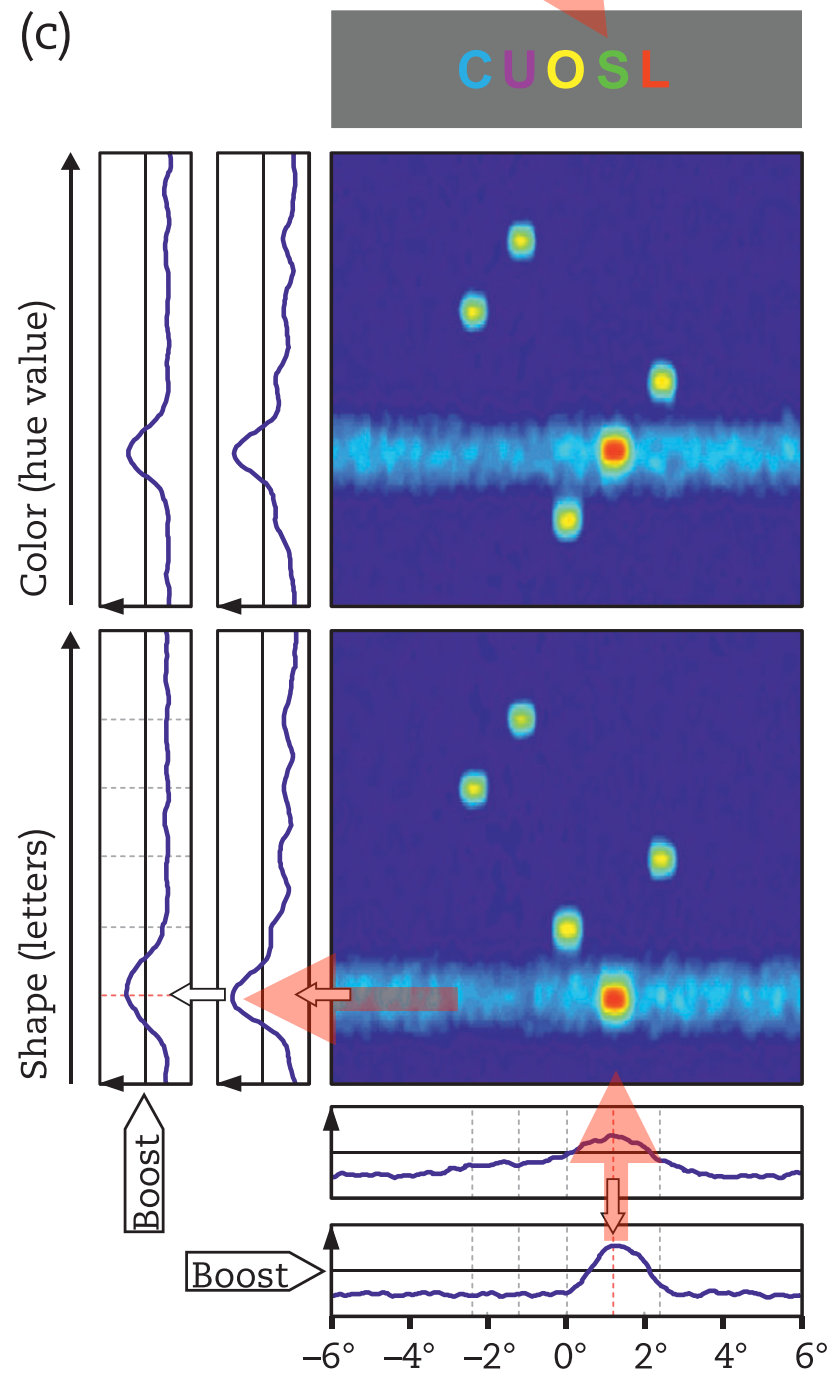 (c)
CUOSL
Color (hue value)
Shape (letters)
Boost
Boost
–6° –4° –2° 0° 2° 4° 6°